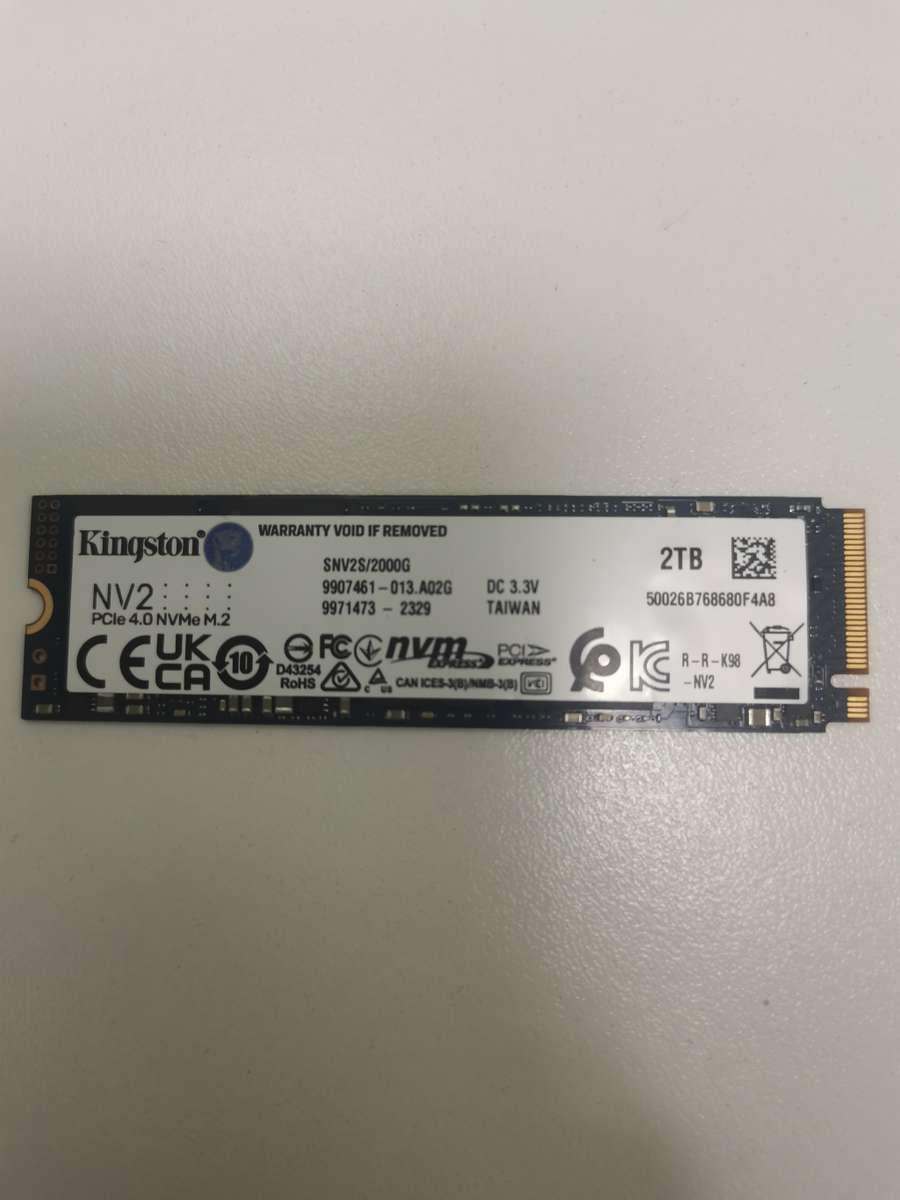 Kingston®
WARRANTY VOID IF REMOVED
NV2
PCIe 4.0 NVMe M.2
SNV2S/2000G
9907461-013.A02G DC 3.3V
9971473 - 2329 TAIWAN
2TB
50026B768680F4A8
CE UK CA 10
D43254
RoHS
FC
nvm EXPRESS
PCI EXPRESS®
c us CAN ICES-3(B)/NMB-3(B)
KC
R-R-K98
-NV2